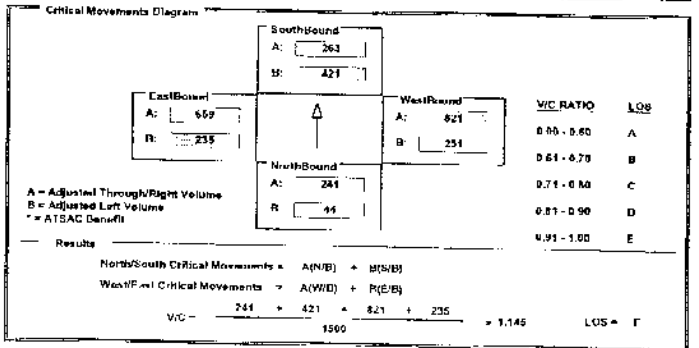 Critical Movements Diagram
SouthBound
A: 263
B: 421
EastBound
A: 659
B: 235
WestBound
A: 821
B: 251
NorthBound
A: 241
B: 44
A = Adjusted Through/Right Volume
B = Adjusted Left Volume
* = ATSAC Benefit
V/C RATIO LOS
0.00 - 0.60 A
0.61 - 0.70 B
0.71 - 0.80 C
0.81 - 0.90 D
0.91 - 1.00 E
Results
North/South Critical Movements = A(N/B) + B(S/B)
West/East Critical Movements = A(W/B) + B(E/B)
V/C = 241 + 421 + 821 + 235 = 1.145 LOS = F
1500